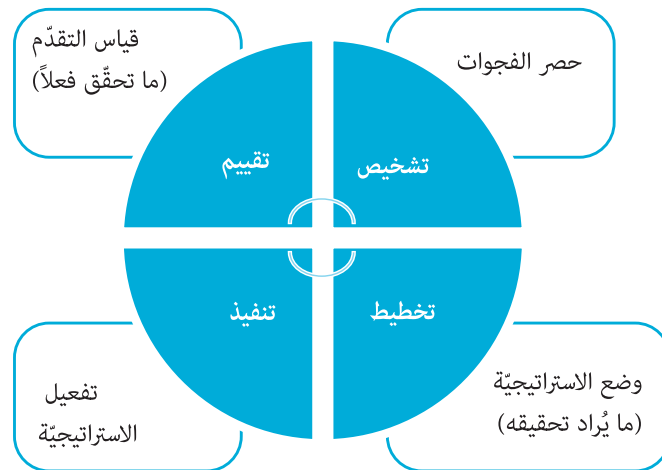 حصر الفجوات
تشخيص
قياس التقدّم
(ما تحقّق فعلاً)
تقييم
تخطيط
وضع الاستراتيجيّة
(ما يُراد تحقيقه)
تنفيذ
تفعيل
الاستراتيجيّة